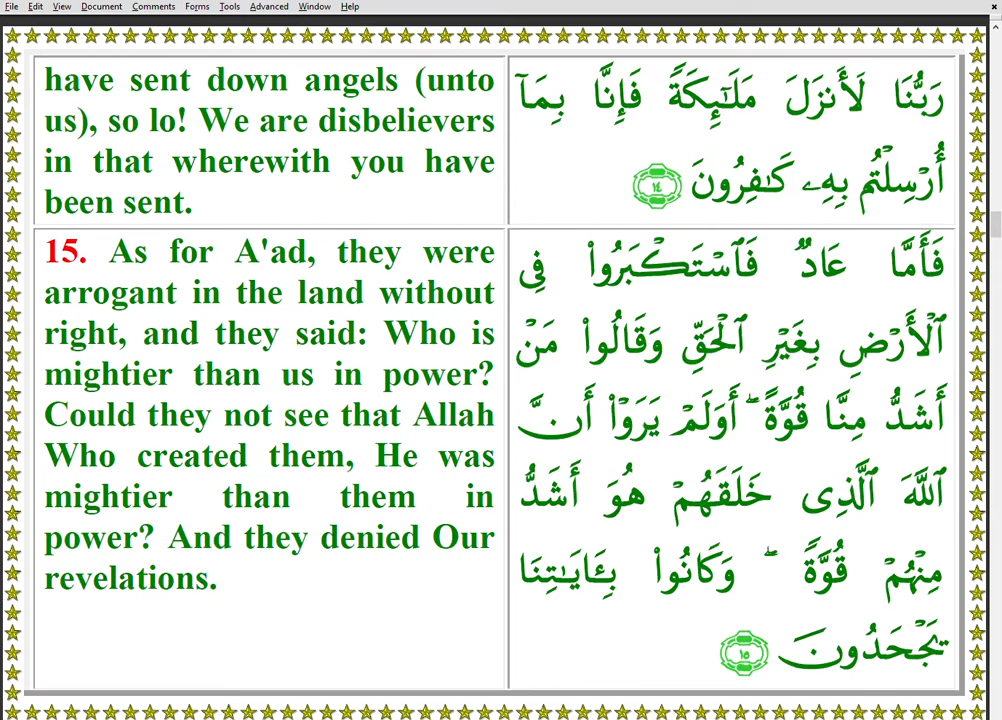 File Edit View Document Comments Forms Tools Advanced Window Help
have sent down angels (unto
us), so lo! We are disbelievers
in that wherewith you have
been sent.
رَبُّنَا لَأَنزَلَ مَلَـٰٓئِكَةً فَإِنَّا بِمَآ
أُرْسِلْتُم بِهِۦ كَـٰفِرُونَ ١٤
15. As for A'ad, they were
arrogant in the land without
right, and they said: Who is
mightier than us in power?
Could they not see that Allah
Who created them, He was
mightier than them in
power? And they denied Our
revelations.
فَأَمَّا عَادٌ فَٱسْتَكْبَرُوا۟ فِى
ٱلْأَرْضِ بِغَيْرِ ٱلْحَقِّ وَقَالُوا۟ مَنْ
أَشَدُّ مِنَّا قُوَّةً ۖ أَوَلَمْ يَرَوْا۟ أَنَّ
ٱللَّهَ ٱلَّذِى خَلَقَهُمْ هُوَ أَشَدُّ
مِنْهُمْ قُوَّةً ۖ وَكَانُوا۟ بِـَٔايَـٰتِنَا
يَجْحَدُونَ ١٥